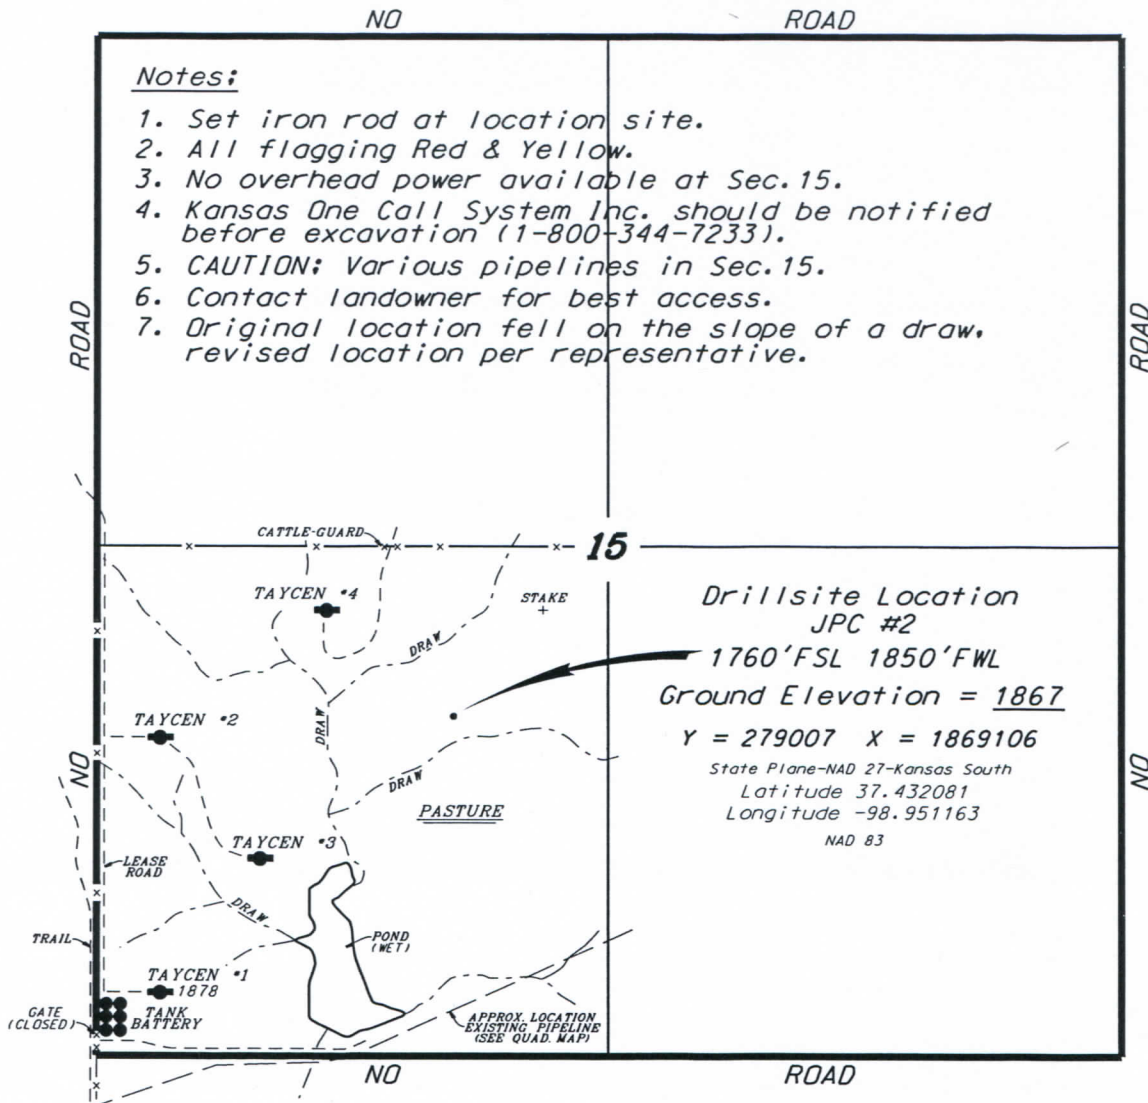 NO ROAD
Notes:
1. Set iron rod at location site.
2. All flagging Red & Yellow.
3. No overhead power available at Sec.15.
4. Kansas One Call System Inc. should be notified
before excavation (1-800-344-7233).
5. CAUTION: Various pipelines in Sec.15.
6. Contact landowner for best access.
7. Original location fell on the slope of a draw,
revised location per representative.
ROAD
ROAD
CATTLE-GUARD
15
TAYCEN #4
STAKE
DRAW
Drillsite Location
JPC #2
1760'FSL 1850'FWL
Ground Elevation = 1867
Y = 279007 X = 1869106
State Plane-NAD 27-Kansas South
Latitude 37.432081
Longitude -98.951163
NAD 83
TAYCEN #2
DRAW
NO
NO
DRAW
PASTURE
TAYCEN #3
LEASE
ROAD
DRAW
TRAIL
POND
(WET)
TAYCEN #1
1878
GATE
(CLOSED)
TANK
BATTERY
APPROX. LOCATION
EXISTING PIPELINE
(SEE QUAD. MAP)
NO ROAD